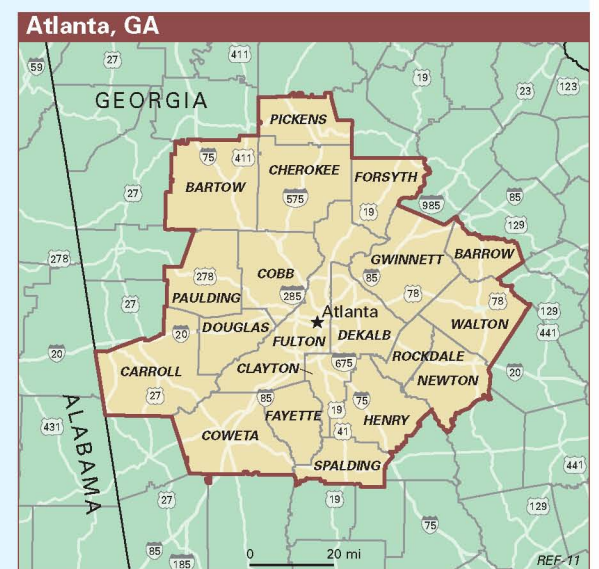 Atlanta, GA
59
27
411
19
23
123
GEORGIA
PICKENS
75
411
CHEROKEE
FORSYTH
BARTOW
575
27
19
985
85
129
278
278
COBB
GWINNETT
BARROW
85
PAULDING
285
78
78
27
Atlanta
129
20
DOUGLAS
FULTON
DEKALB
WALTON
441
20
CARROLL
CLAYTON
675
ROCKDALE
20
NEWTON
27
85
75
ALABAMA
431
FAYETTE
19
HENRY
COWETA
41
SPALDING
441
27
19
129
75
85
185
0
20 mi
REF-11